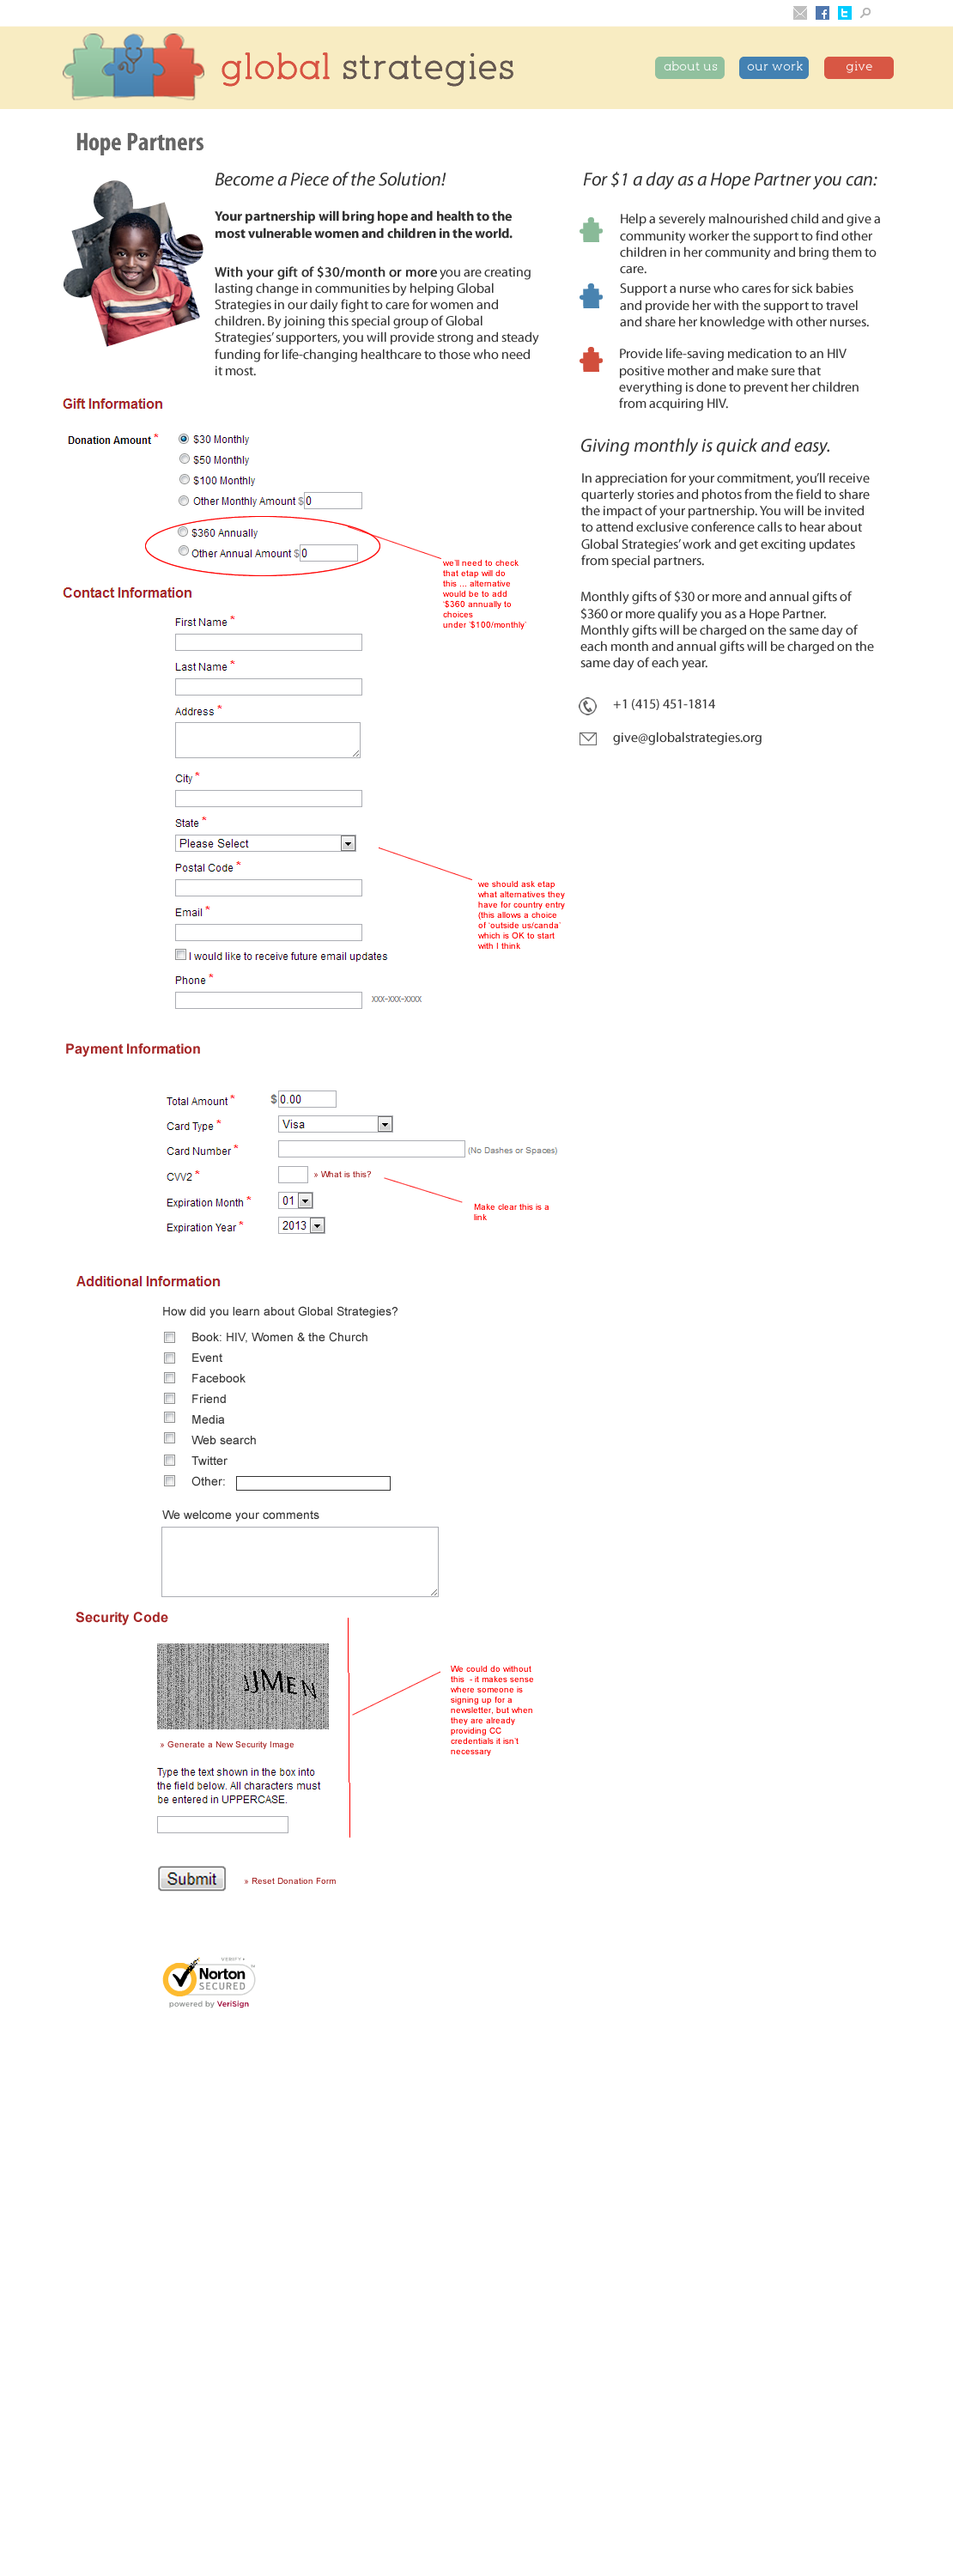 global strategies
about us
our work
give
Hope Partners
Become a Piece of the Solution!
Your partnership will bring hope and health to the
most vulnerable women and children in the world.
With your gift of $30/month or more you are creating
lasting change in communities by helping Global
Strategies in our daily fight to care for women and
children. By joining this special group of Global
Strategies' supporters, you will provide strong and steady
funding for life-changing healthcare to those who need
it most.
For $1 a day as a Hope Partner you can:
Help a severely malnourished child and give a
community worker the support to find other
children in her community and bring them to
care.
Support a nurse who cares for sick babies
and provide her with the support to travel
and share her knowledge with other nurses.
Provide life-saving medication to an HIV
positive mother and make sure that
everything is done to prevent her children
from acquiring HIV.
Giving monthly is quick and easy.
In appreciation for your commitment, you'll receive
quarterly stories and photos from the field to share
the impact of your partnership. You will be invited
to attend exclusive conference calls to hear about
Global Strategies' work and get exciting updates
from special partners.
Monthly gifts of $30 or more and annual gifts of
$360 or more qualify you as a Hope Partner.
Monthly gifts will be charged on the same day of
each month and annual gifts will be charged on the
same day of each year.
+1 (415) 451-1814
give@globalstrategies.org
Gift Information
Donation Amount *
$30 Monthly
$50 Monthly
$100 Monthly
Other Monthly Amount $ 0
$360 Annually
Other Annual Amount $ 0
we'll need to check
that etap will do
this ... alternative
would be to add
'$360 annually to
choices
under '$100/monthly'
Contact Information
First Name *
Last Name *
Address *
City *
State *
Please Select
Postal Code *
Email *
I would like to receive future email updates
Phone *
xxx-xxx-xxxx
we should ask etap
what alternatives they
have for country entry
(this allows a choice
of 'outside us/canda'
which is OK to start
with I think
Payment Information
Total Amount * $ 0.00
Card Type * Visa
Card Number * (No Dashes or Spaces)
CVV2 * » What is this?
Expiration Month * 01
Expiration Year * 2013
Make clear this is a
link
Additional Information
How did you learn about Global Strategies?
Book: HIV, Women & the Church
Event
Facebook
Friend
Media
Web search
Twitter
Other:
We welcome your comments
Security Code
JJMEN
» Generate a New Security Image
Type the text shown in the box into
the field below. All characters must
be entered in UPPERCASE.
We could do without
this - it makes sense
where someone is
signing up for a
newsletter, but when
they are already
providing CC
credentials it isn't
necessary
Submit
» Reset Donation Form
VERIFY
Norton
SECURED
powered by VeriSign